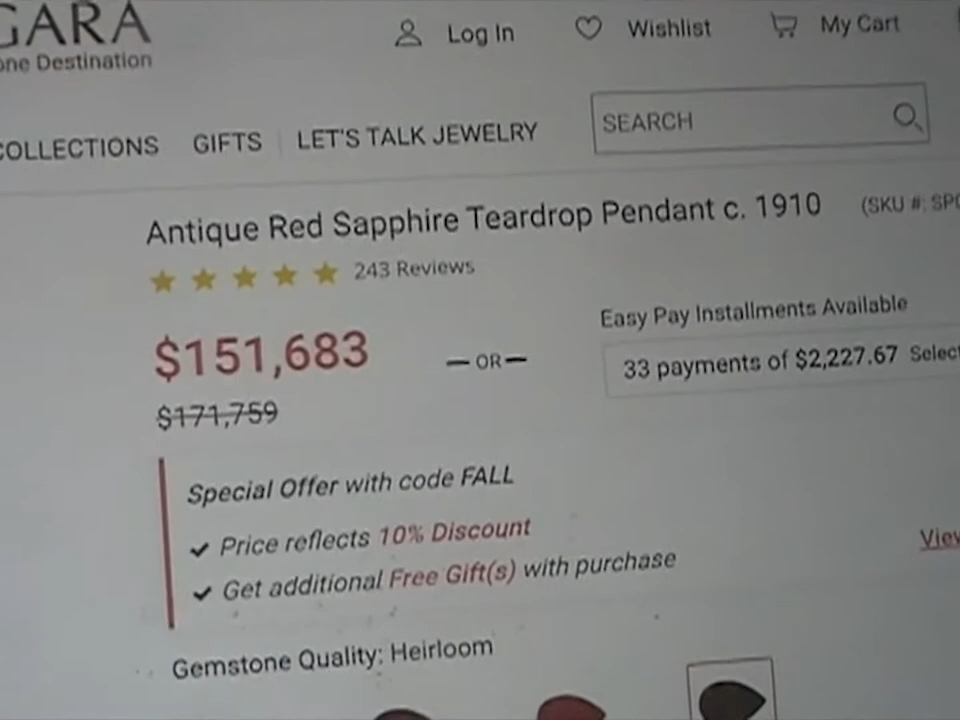 GARA
one Destination
Log In
Wishlist
My Cart
COLLECTIONS
GIFTS
LET'S TALK JEWELRY
SEARCH
Antique Red Sapphire Teardrop Pendant c. 1910
(SKU #: SP
243 Reviews
$151,683
— OR —
Easy Pay Installments Available
33 payments of $2,227.67 Select
$171,759
Special Offer with code FALL
✔ Price reflects 10% Discount
✔ Get additional Free Gift(s) with purchase
View
Gemstone Quality: Heirloom